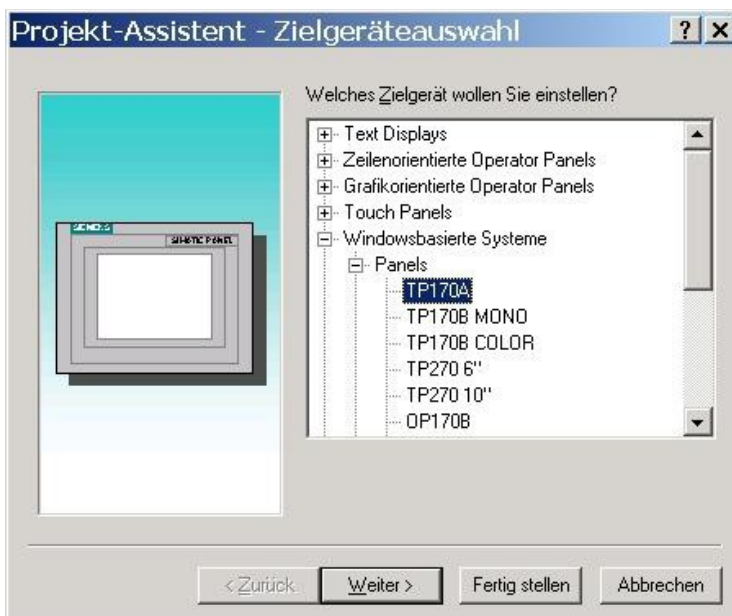 Projekt-Assistent - Zielgeräteauswahl
Welches Zielgerät wollen Sie einstellen?
Text Displays
Zeilenorientierte Operator Panels
Grafikorientierte Operator Panels
Touch Panels
Windowsbasierte Systeme
Panels
TP170A
TP170B MONO
TP170B COLOR
TP270 6''
TP270 10''
OP170B
SIEMENS
SIMATIC PANEL
< Zurück
Weiter >
Fertig stellen
Abbrechen